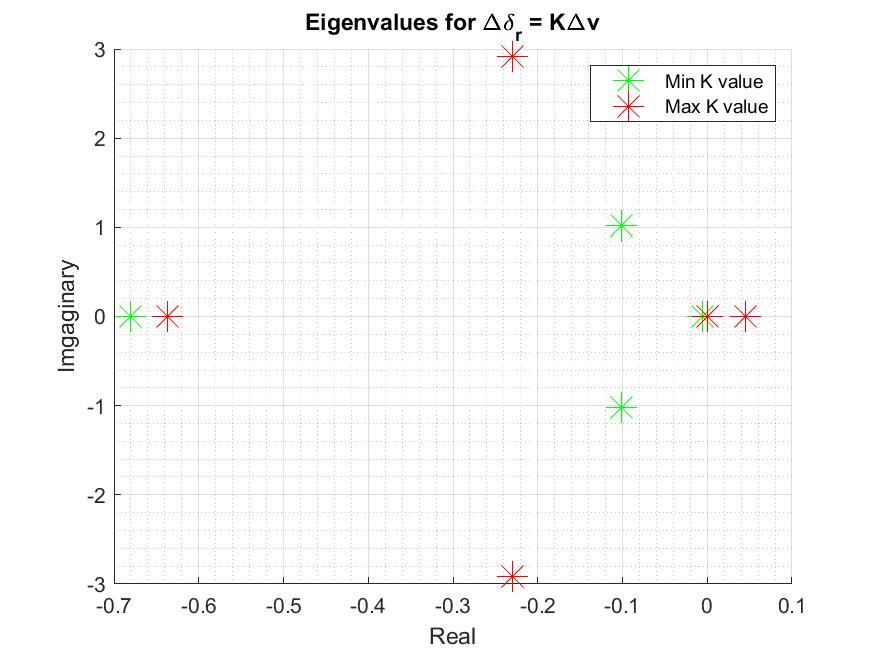 Eigenvalues for Δδr = KΔv
3
2
1
0
-1
-2
-3
Imgaginary
Min K value
Max K value
-0.7 -0.6 -0.5 -0.4 -0.3 -0.2 -0.1 0 0.1
Real